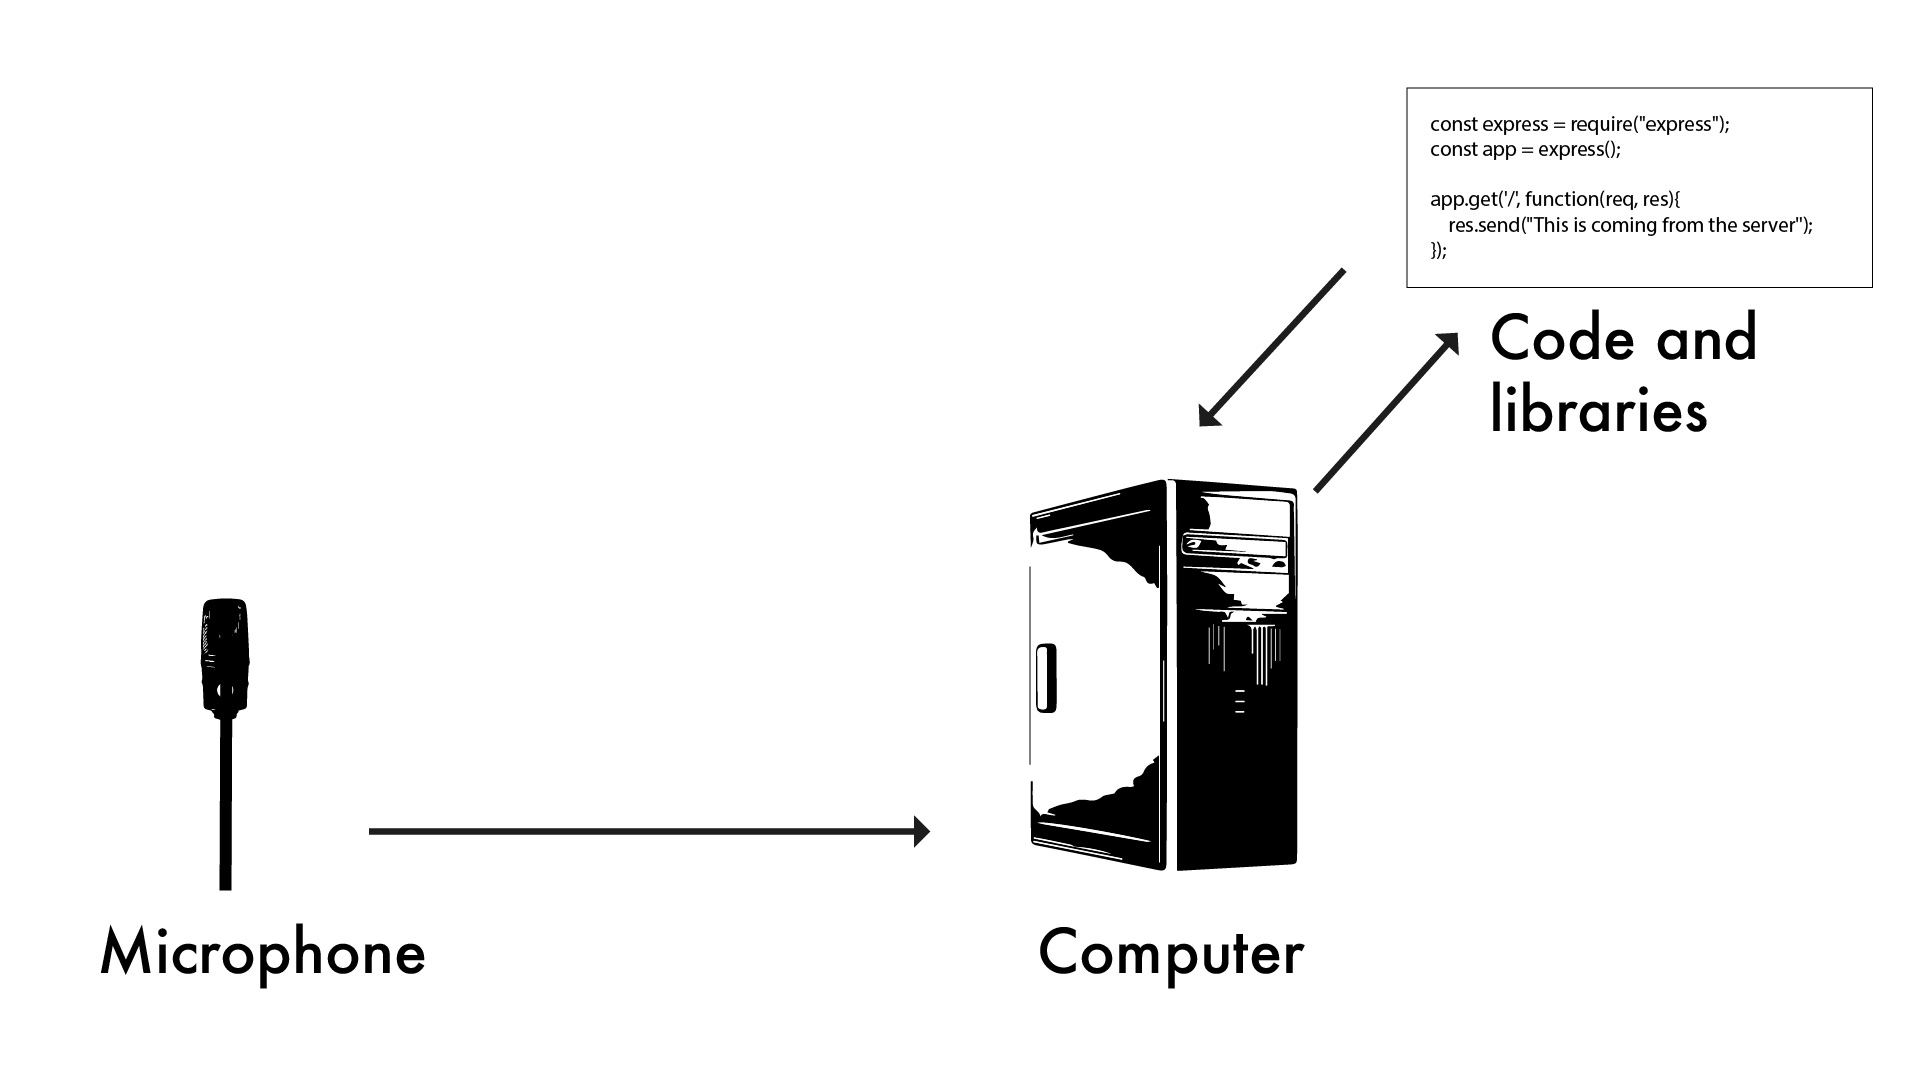 const express = require("express");
const app = express();
app.get('/', function(req, res){
res.send("This is coming from the server");
});
Code and
libraries
Microphone
Computer